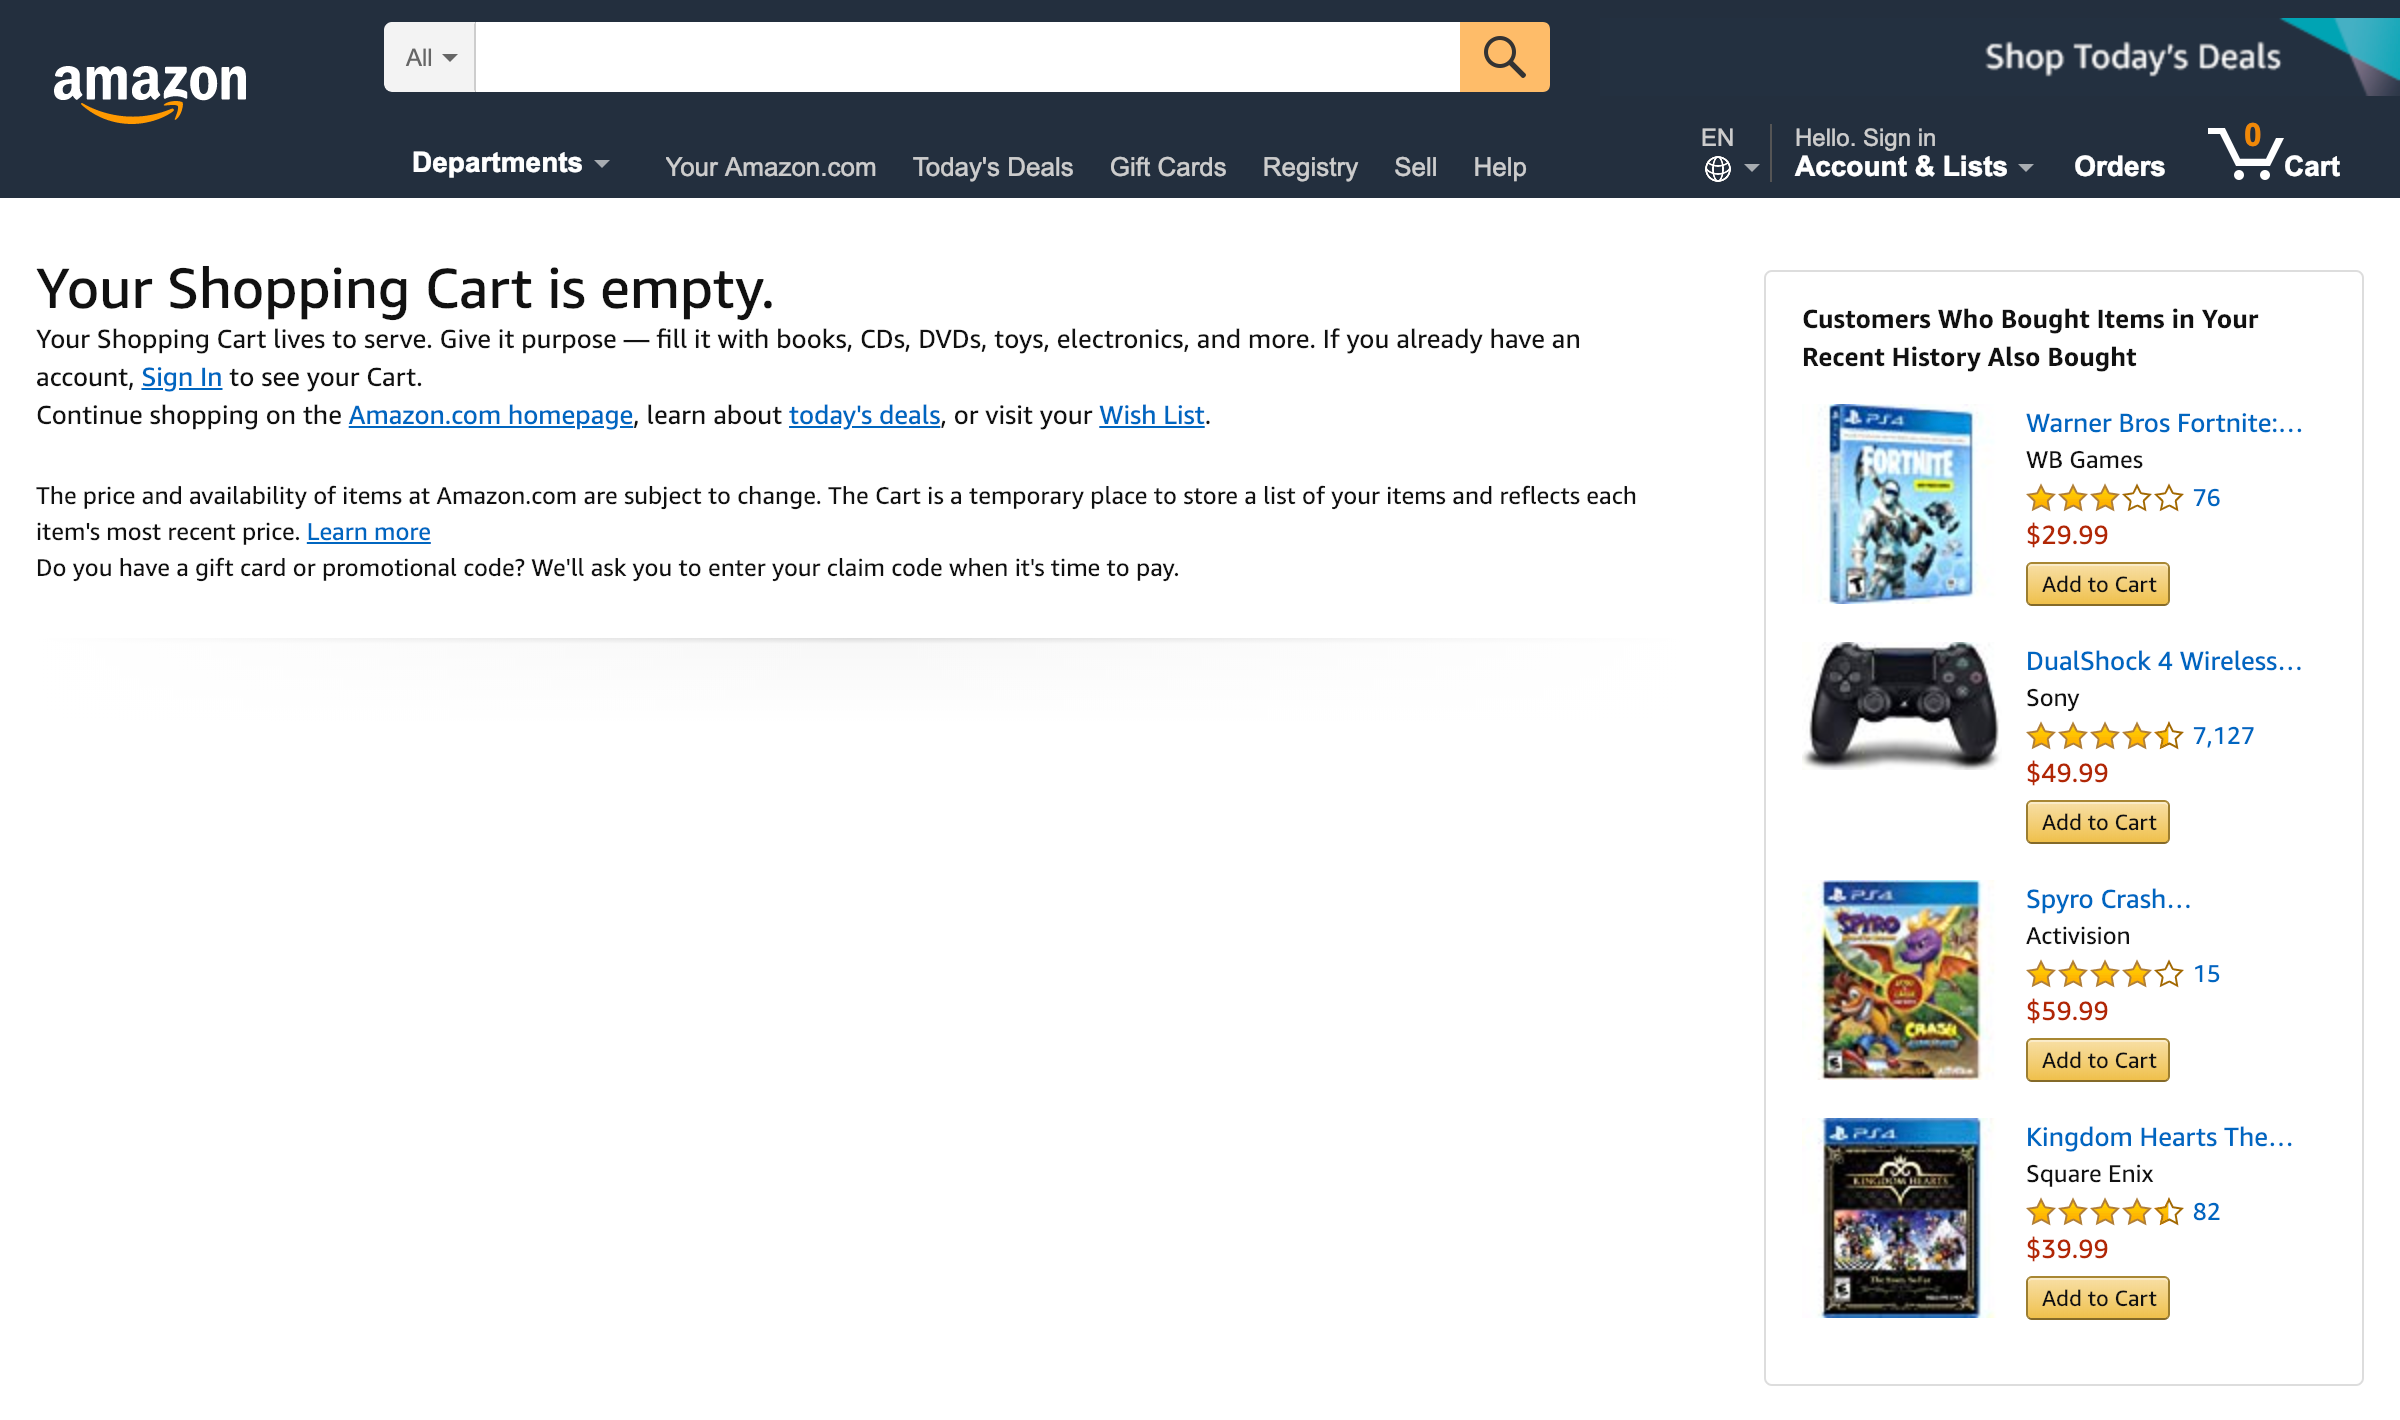 amazon
All
Shop Today's Deals
Departments
Your Amazon.com
Today's Deals
Gift Cards
Registry
Sell
Help
EN
Hello. Sign in
Account & Lists
Orders
0
Cart
Your Shopping Cart is empty.
Your Shopping Cart lives to serve. Give it purpose — fill it with books, CDs, DVDs, toys, electronics, and more. If you already have an
account, Sign In to see your Cart.
Continue shopping on the Amazon.com homepage, learn about today's deals, or visit your Wish List.
The price and availability of items at Amazon.com are subject to change. The Cart is a temporary place to store a list of your items and reflects each
item's most recent price. Learn more
Do you have a gift card or promotional code? We'll ask you to enter your claim code when it's time to pay.
Customers Who Bought Items in Your
Recent History Also Bought
PS4
FORTNITE
T
Warner Bros Fortnite:...
WB Games
76
$29.99
Add to Cart
DualShock 4 Wireless...
Sony
7,127
$49.99
Add to Cart
PS4
SPYRO
CRASH
E
Spyro Crash...
Activision
15
$59.99
Add to Cart
PS4
KINGDOM HEARTS
The Story So Far
E
Kingdom Hearts The...
Square Enix
82
$39.99
Add to Cart